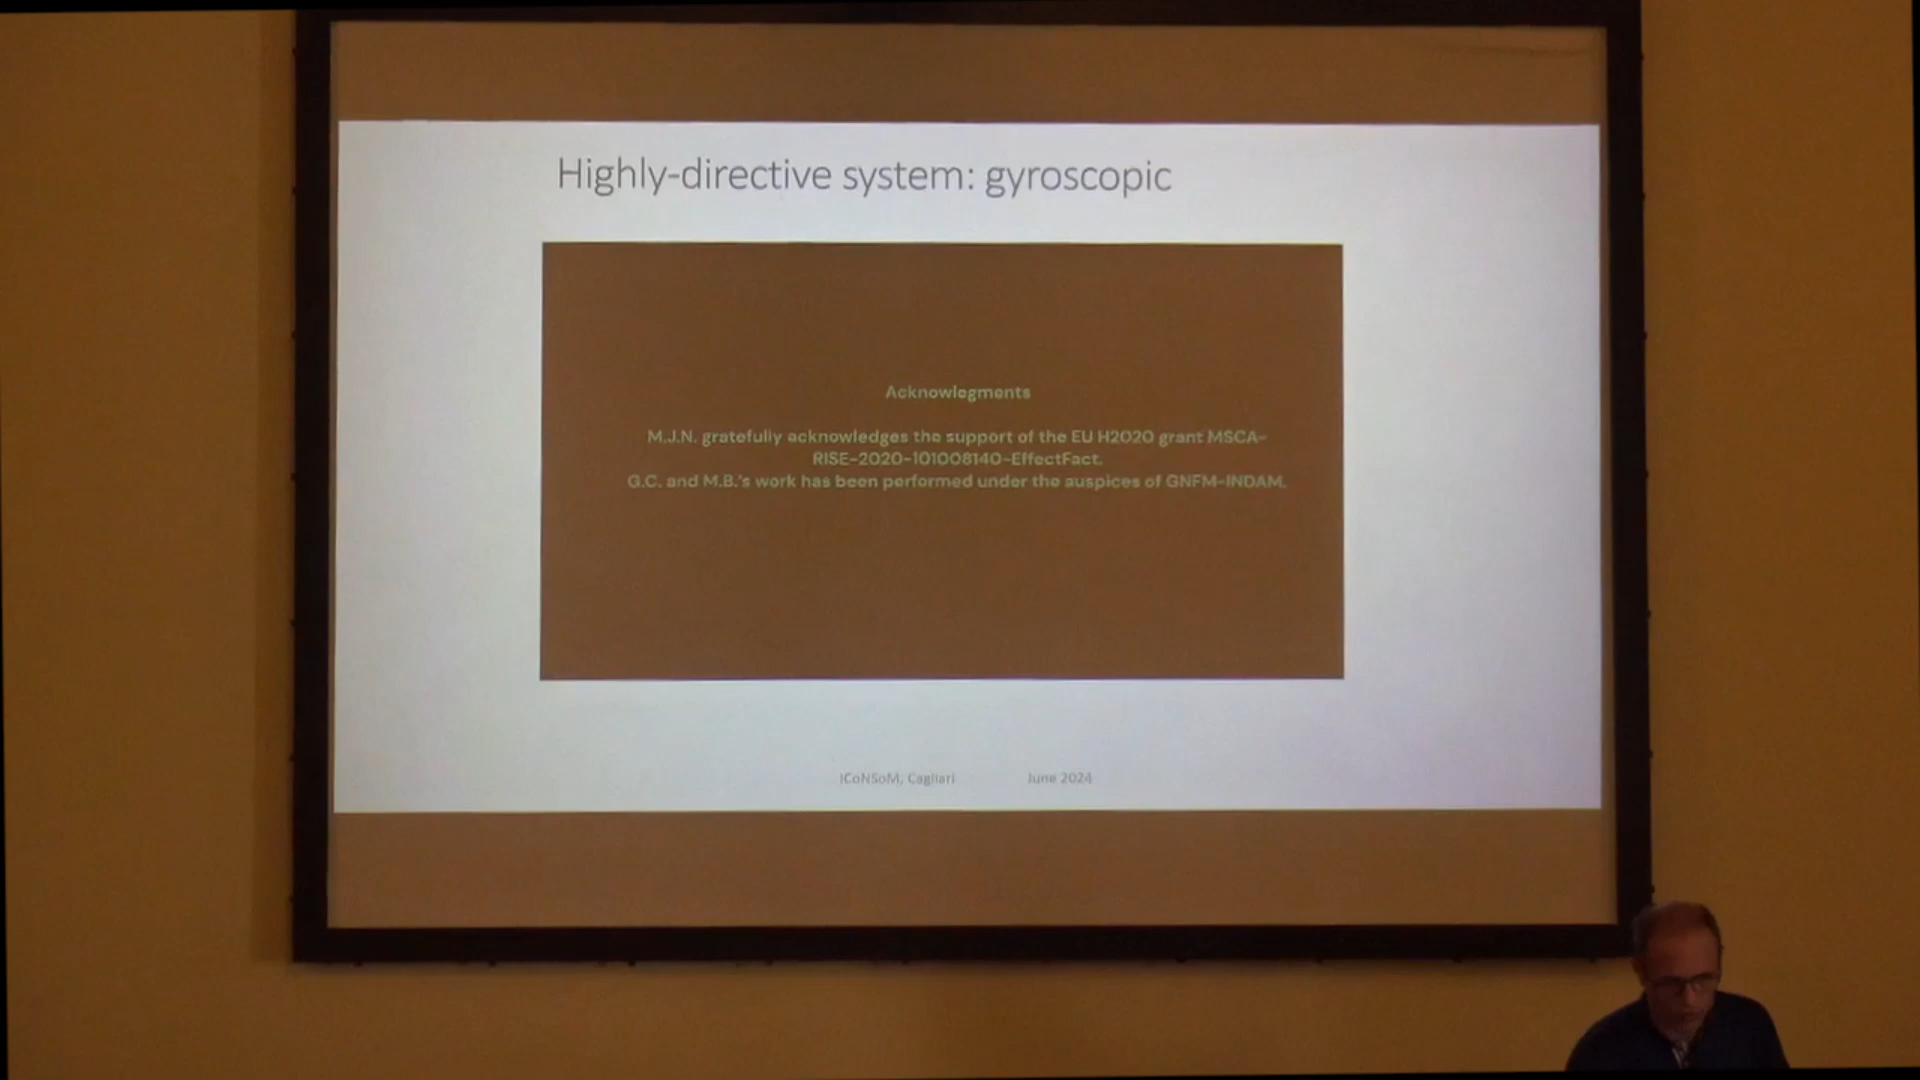 Highly-directive system: gyroscopic
Acknowlegments
M.J.N. gratefully acknowledges the support of the EU H2020 grant MSCA-
RISE-2020-101008140-EffectFact.
G.C. and M.B.'s work has been performed under the auspices of GNFM-INDAM.
ICoNSoM, Cagliari June 2024